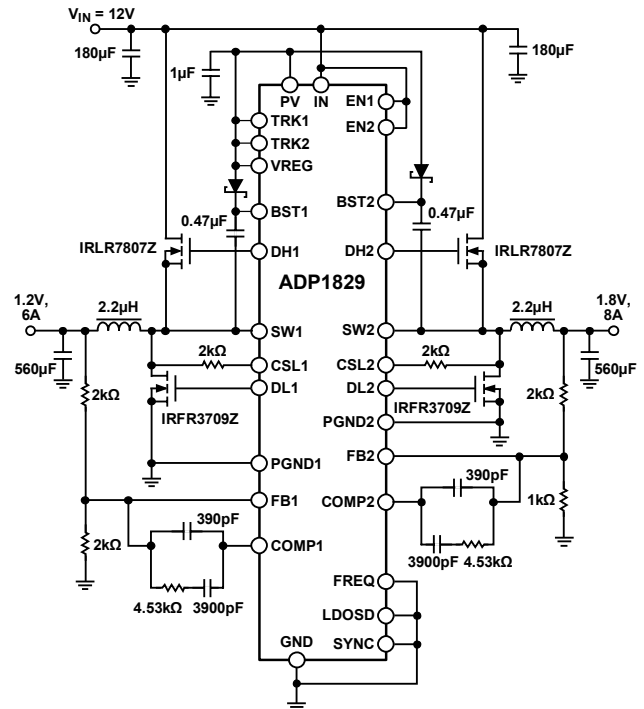 VIN = 12V
180µF
180µF
1µF
PV
IN
EN1
EN2
TRK1
TRK2
VREG
BST1
BST2
0.47µF
0.47µF
IRLR7807Z
DH1
DH2
IRLR7807Z
ADP1829
1.2V,
6A
2.2µH
SW1
SW2
2.2µH
1.8V,
8A
560µF
2kΩ
CSL1
CSL2
2kΩ
560µF
2kΩ
DL1
DL2
2kΩ
IRFR3709Z
IRFR3709Z
PGND2
PGND1
FB2
FB1
390pF
COMP2
1kΩ
390pF
2kΩ
COMP1
3900pF
4.53kΩ
4.53kΩ
3900pF
FREQ
LDOSD
SYNC
GND